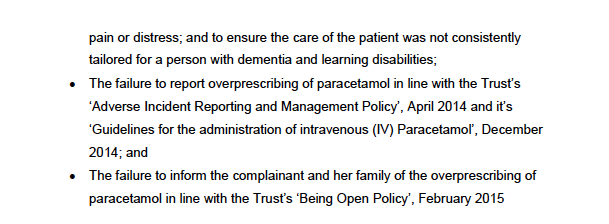 pain or distress; and to ensure the care of the patient was not consistently
tailored for a person with dementia and learning disabilities;
• The failure to report overprescribing of paracetamol in line with the Trust's
‘Adverse Incident Reporting and Management Policy’, April 2014 and it’s
‘Guidelines for the administration of intravenous (IV) Paracetamol’, December
2014; and
• The failure to inform the complainant and her family of the overprescribing of
paracetamol in line with the Trust’s ‘Being Open Policy’, February 2015